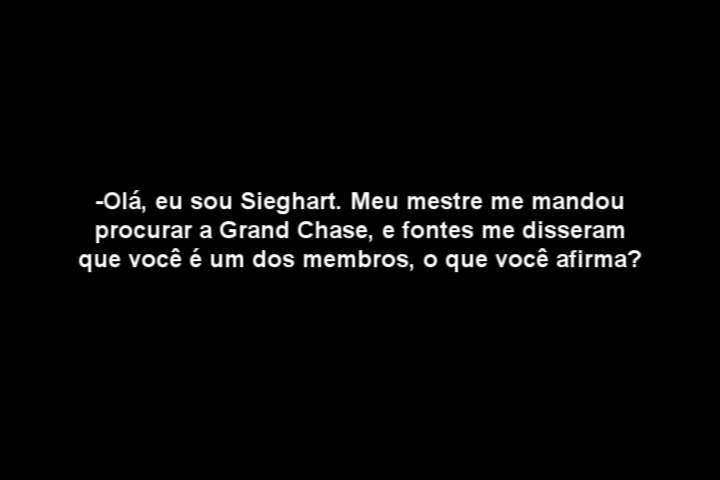 -Olá, eu sou Sieghart. Meu mestre me mandou
procurar a Grand Chase, e fontes me disseram
que você é um dos membros, o que você afirma?